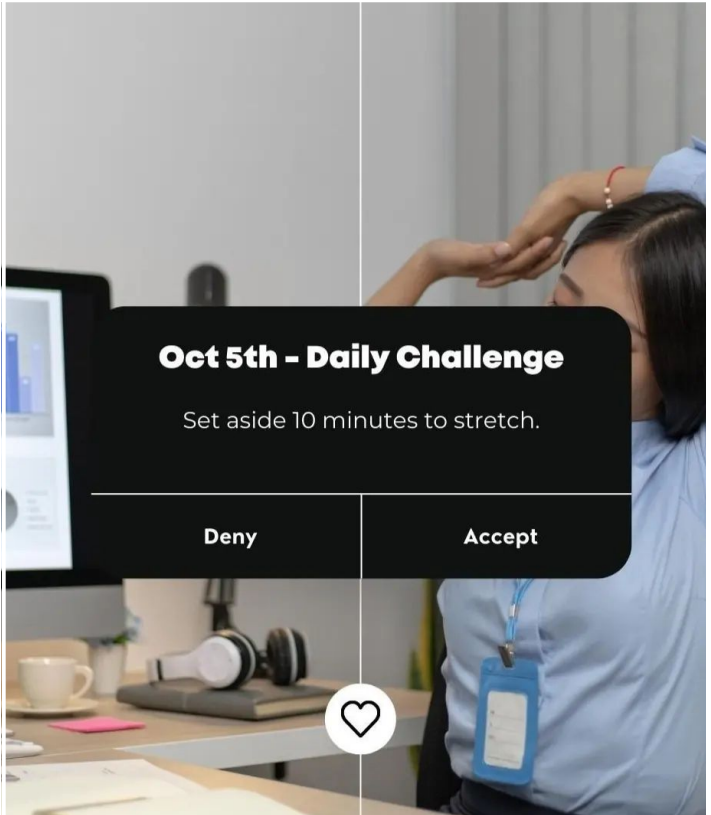 Oct 5th - Daily Challenge
Set aside 10 minutes to stretch.
Deny
Accept